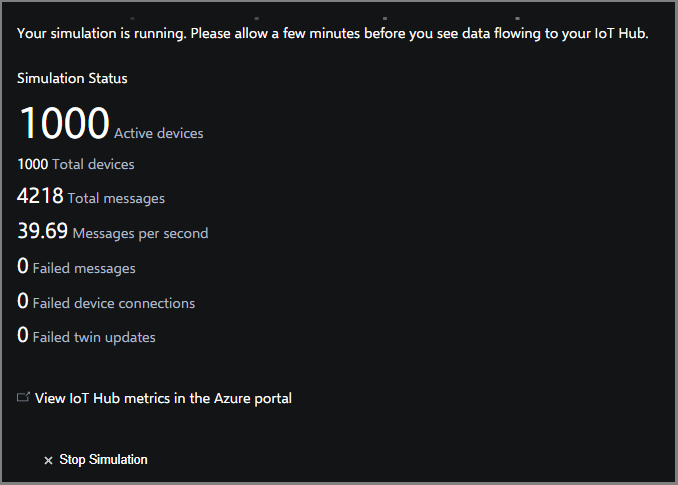 Your simulation is running. Please allow a few minutes before you see data flowing to your IoT Hub.
Simulation Status
1000 Active devices
1000 Total devices
4218 Total messages
39.69 Messages per second
0 Failed messages
0 Failed device connections
0 Failed twin updates
View IoT Hub metrics in the Azure portal
Stop Simulation